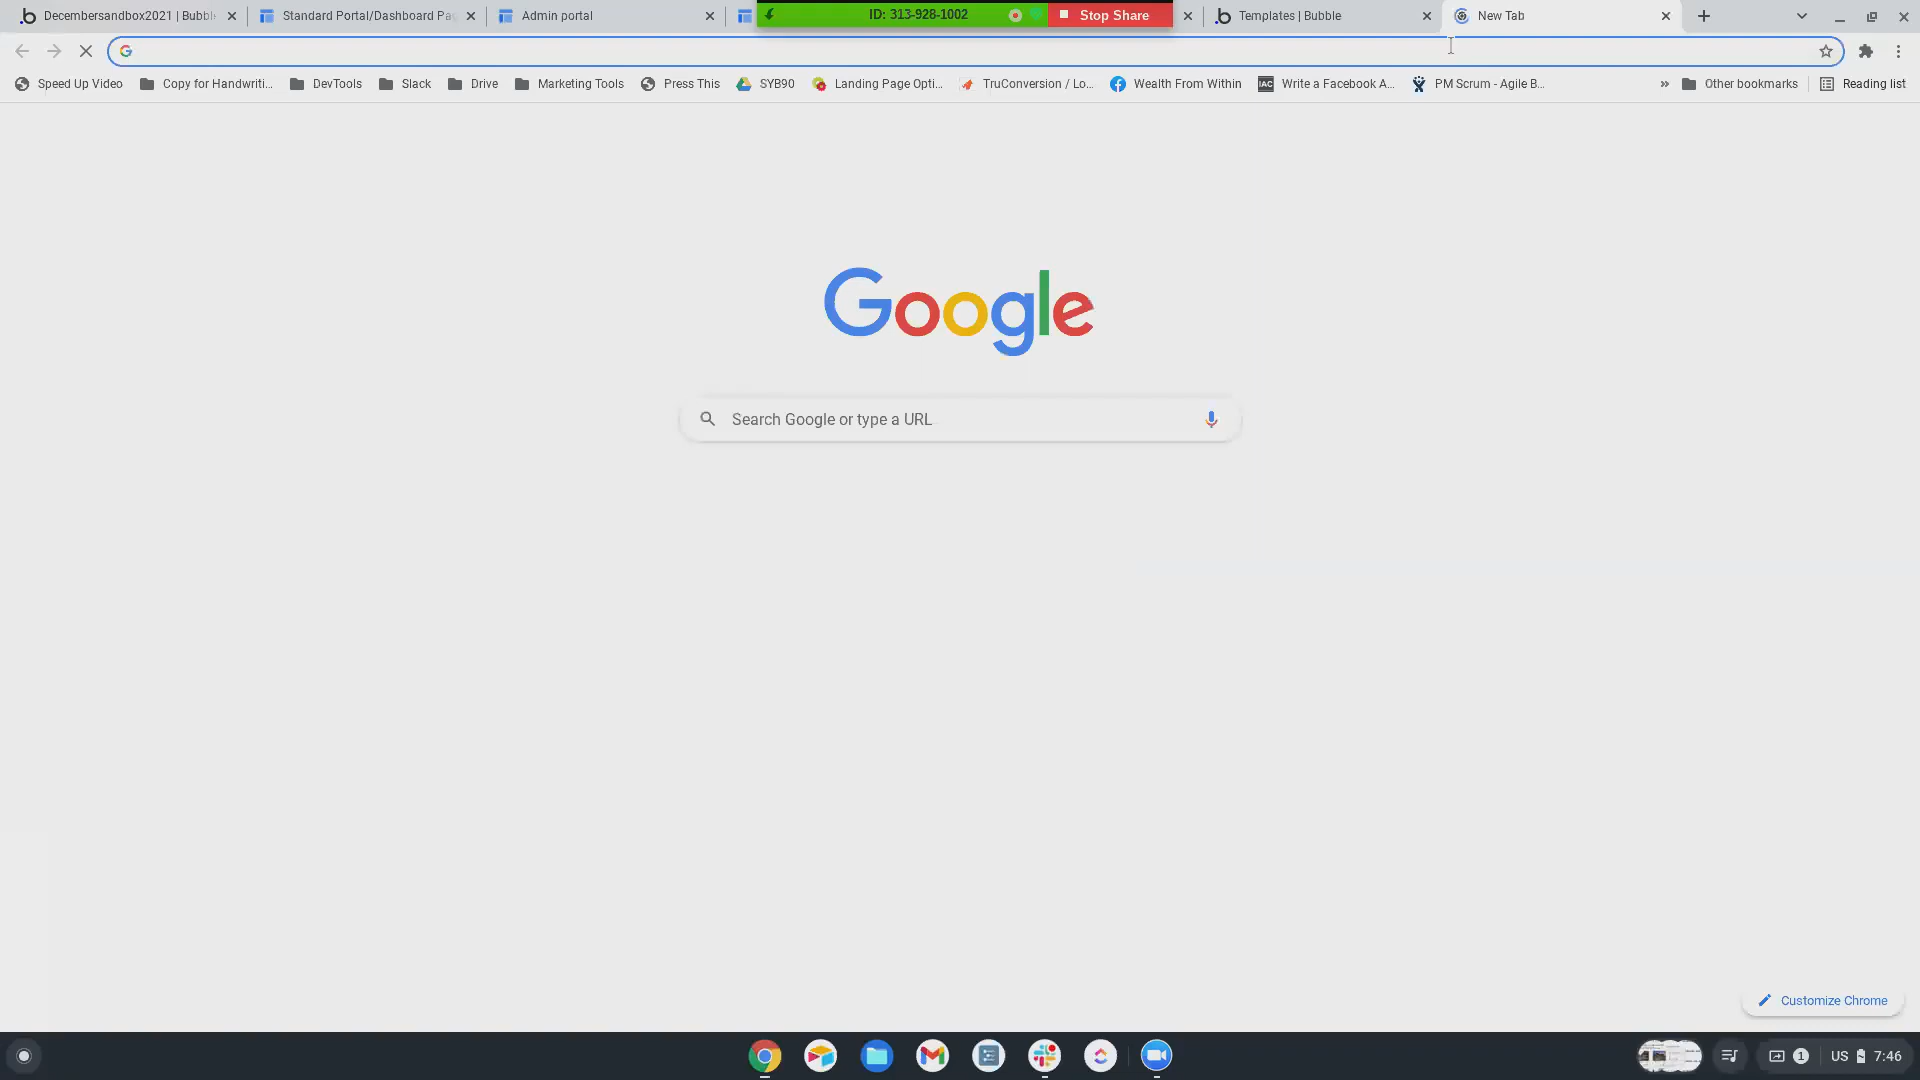 Decembersandbox2021 | Bubbl
Standard Portal/Dashboard Pag
Admin portal
ID: 313-928-1002
Stop Share
Templates | Bubble
New Tab
Speed Up Video
Copy for Handwriti...
DevTools
Slack
Drive
Marketing Tools
Press This
SYB90
Landing Page Opti...
TruConversion / Lo...
Wealth From Within
IAC
Write a Facebook A...
PM Scrum - Agile B...
»
Other bookmarks
Reading list
Google
Search Google or type a URL
Customize Chrome
1
US
7:46